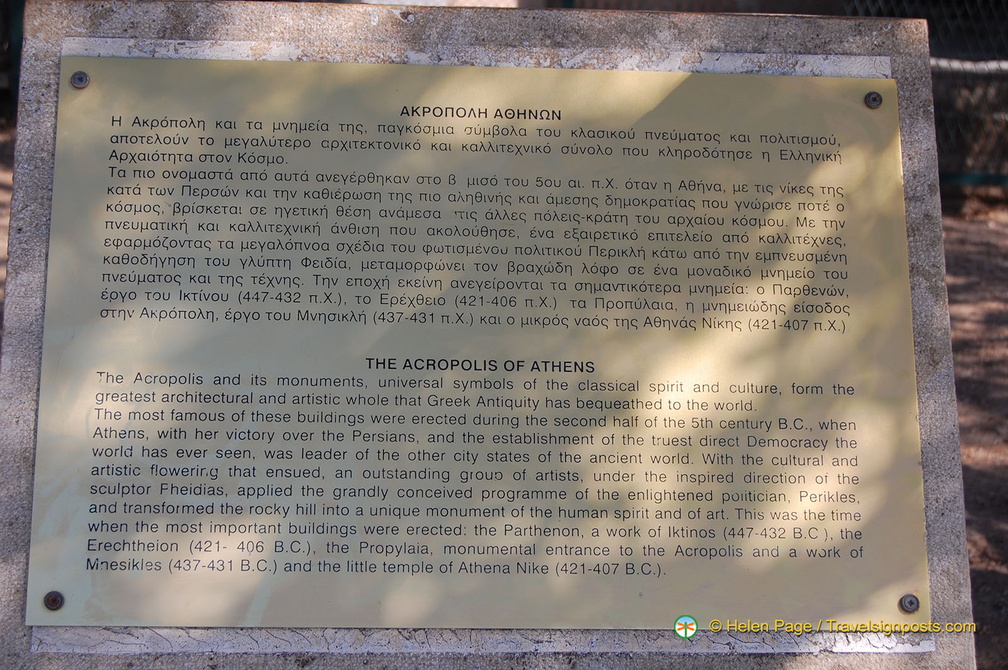 ΑΚΡΟΠΟΛΗ ΑΘΗΝΩΝ
Η Ακρόπολη και τα μνημεία της, παγκόσμια σύμβολα του κλασικού πνεύματος και πολιτισμού,
αποτελούν το μεγαλύτερο αρχιτεκτονικό και καλλιτεχνικό σύνολο που κληροδότησε η Ελληνική
Αρχαιότητα στον Κόσμο.
Τα πιο ονομαστά από αυτά ανεγέρθηκαν στο β μισό του 5ου αι. π.Χ. όταν η Αθήνα, με τις νίκες της
κατά των Περσών και την καθιέρωση της πιο αληθινής και άμεσης δημοκρατίας που γνώρισε ποτέ ο
κόσμος, βρίσκεται σε ηγετική θέση ανάμεσα τις άλλες πόλεις-κράτη του αρχαίου κόσμου. Με την
πνευματική και καλλιτεχνική άνθιση που ακολούθησε, ένα εξαιρετικό επιτελείο από καλλιτέχνες,
εφαρμόζοντας τα μεγαλόπνοα σχέδια του φωτισμένου πολιτικού Περικλή κάτω από την εμπνευσμένη
καθοδήγηση του γλύπτη Φειδία, μεταμορφώνει τον βραχώδη λόφο σε ένα μοναδικό μνημείο του
πνεύματος και της τέχνης. Την εποχή εκείνη ανεγείρονται τα σημαντικότερα μνημεία: ο Παρθενών,
έργο του Ικτίνου (447-432 π.Χ.), το Ερέχθειο (421-406 π.Χ.) τα Προπύλαια, η μνημειώδης είσοδος
στην Ακρόπολη, έργο του Μνησικλή (437-431 π.Χ.) και ο μικρός ναός της Αθηνάς Νίκης (421-407 π.Χ.)
THE ACROPOLIS OF ATHENS
The Acropolis and its monuments, universal symbols of the classical spirit and culture, form the
greatest architectural and artistic whole that Greek Antiquity has bequeathed to the world.
The most famous of these buildings were erected during the second half of the 5th century B.C., when
Athens, with her victory over the Persians, and the establishment of the truest direct Democracy the
world has ever seen, was leader of the other city states of the ancient world. With the cultural and
artistic flowering that ensued, an outstanding group of artists, under the inspired direction of the
sculptor Pheidias, applied the grandly conceived programme of the enlightened politician, Perikles,
and transformed the rocky hill into a unique monument of the human spirit and of art. This was the time
when the most important buildings were erected: the Parthenon, a work of Iktinos (447-432 B.C ), the
Erechtheion (421- 406 B.C.), the Propylaia, monumental entrance to the Acropolis and a work of
Mnesikles (437-431 B.C.) and the little temple of Athena Nike (421-407 B.C.).
© Helen Page / Travelsignposts.com